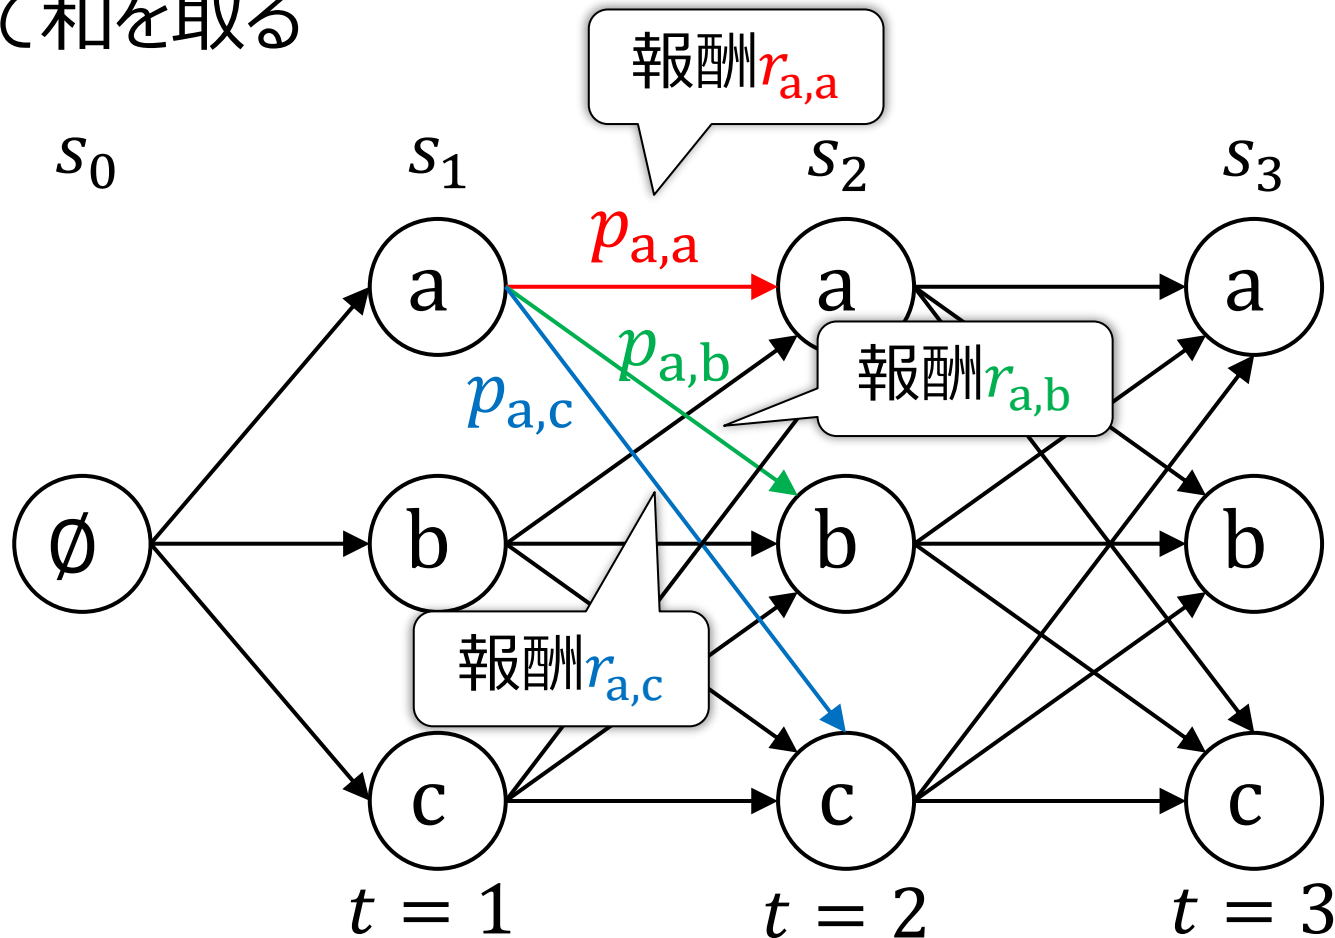 て和を取る
報酬r_{a,a}
s_0
s_1
s_2
s_3
p_{a,a}
a
a
a
p_{a,b}
報酬r_{a,b}
p_{a,c}
∅
b
b
b
報酬r_{a,c}
c
c
c
t = 1
t = 2
t = 3